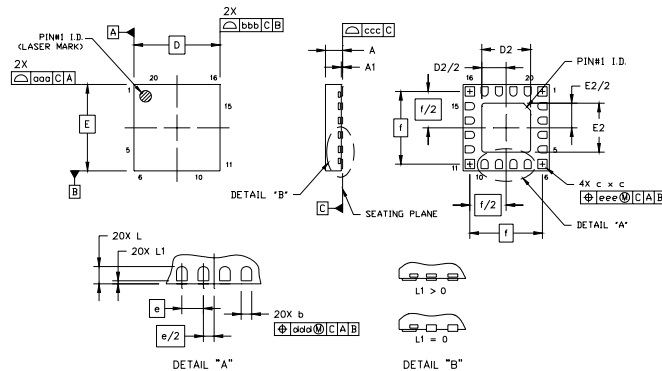 2X
⌓ bbb C B
A
PIN#1 I.D.
(LASER MARK)
D
2X
⌓ aaa C A
20
16
1
15
E
5
11
6
10
B
⌓ ccc C
A
A1
DETAIL "B"
C
SEATING PLANE
D2
D2/2
PIN#1 I.D.
16
20
1
15
E2/2
f/2
f
E2
5
11
10
6
4X c x c
⌖ eee Ⓜ C A B
f/2
f
DETAIL "A"
20X L
20X L1
e
e/2
20X b
⌖ ddd Ⓜ C A B
DETAIL "A"
L1 > 0
L1 = 0
DETAIL "B"